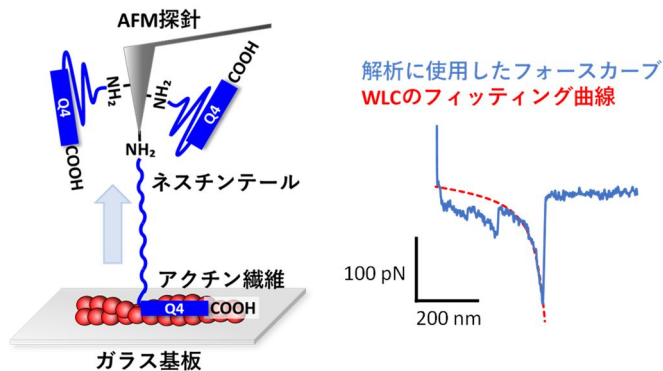 AFM探針
COOH
Q4
NH₂
NH₂
Q4
COOH
NH₂
ネスチンテール
アクチン繊維
Q4
COOH
ガラス基板
解析に使用したフォースカーブ
WLCのフィッティング曲線
100 pN
200 nm